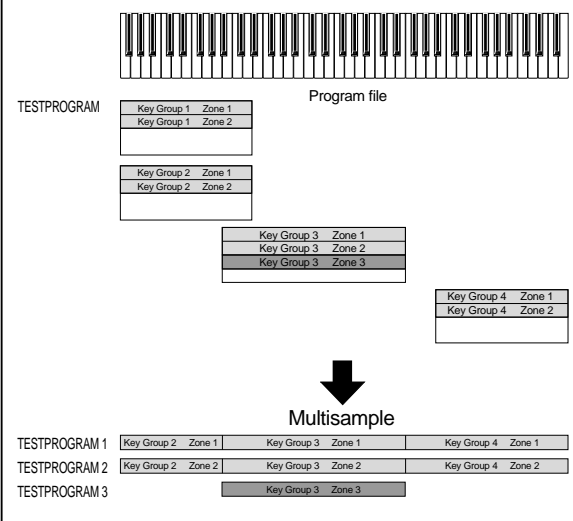 Program file
TESTPROGRAM
Key Group 1 Zone 1
Key Group 1 Zone 2
Key Group 2 Zone 1
Key Group 2 Zone 2
Key Group 3 Zone 1
Key Group 3 Zone 2
Key Group 3 Zone 3
Key Group 4 Zone 1
Key Group 4 Zone 2
Multisample
TESTPROGRAM 1 Key Group 2 Zone 1 Key Group 3 Zone 1 Key Group 4 Zone 1
TESTPROGRAM 2 Key Group 2 Zone 2 Key Group 3 Zone 2 Key Group 4 Zone 2
TESTPROGRAM 3 Key Group 3 Zone 3